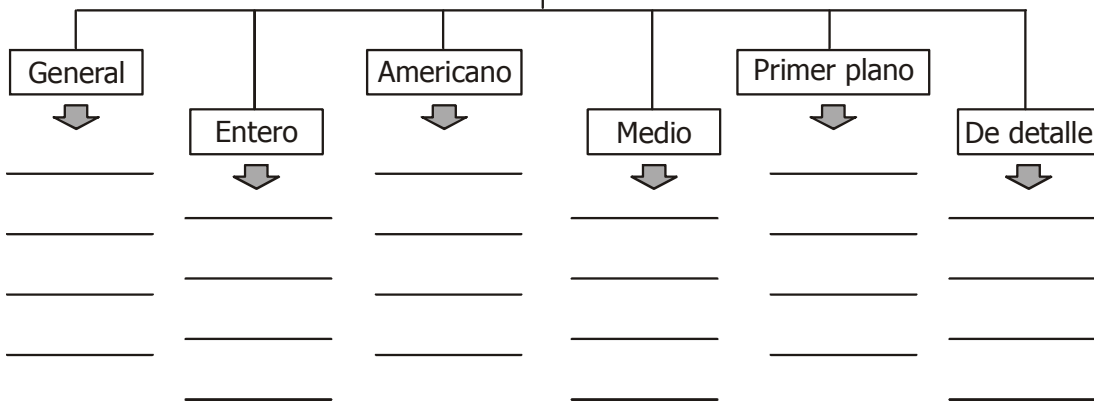 General
Americano
Primer plano
Entero
Medio
De detalle